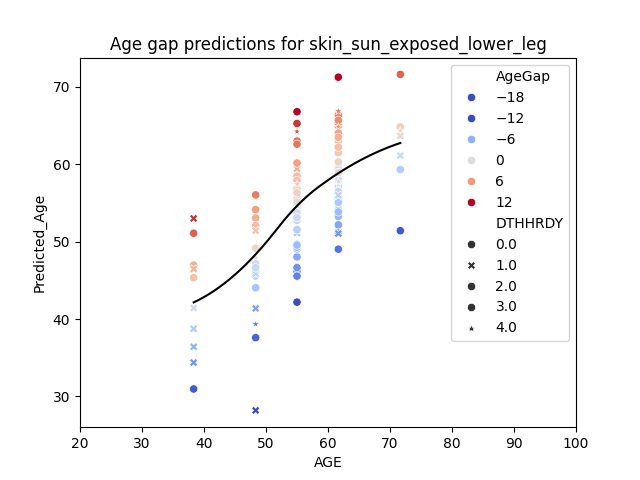 Age gap predictions for skin_sun_exposed_lower_leg
Predicted_Age
70
60
50
40
30
20 30 40 50 60 70 80 90 100
AGE
AgeGap
−18
−12
−6
0
6
12
DTHHRDY
0.0
1.0
2.0
3.0
4.0